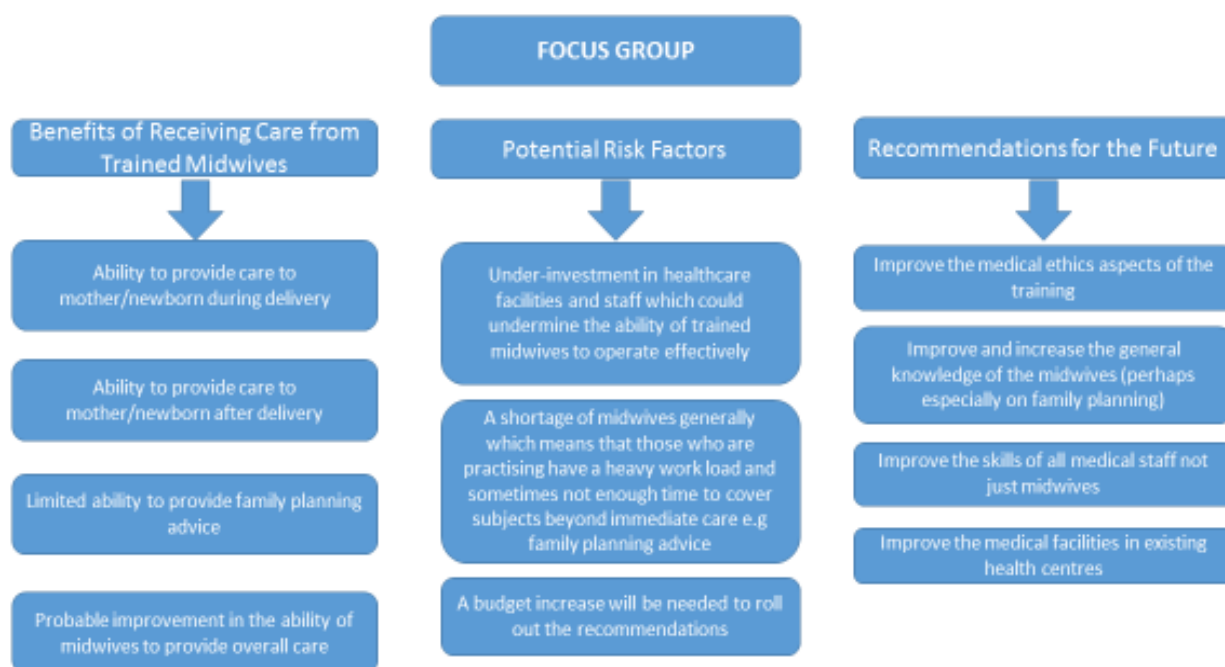 FOCUS GROUP
Benefits of Receiving Care from
Trained Midwives
Ability to provide care to
mother/newborn during delivery
Ability to provide care to
mother/newborn after delivery
Limited ability to provide family planning
advice
Probable improvement in the ability of
midwives to provide overall care
Potential Risk Factors
Under-investment in healthcare
facilities and staff which could
undermine the ability of trained
midwives to operate effectively
A shortage of midwives generally
which means that those who are
practising have a heavy work load and
sometimes not enough time to cover
subjects beyond immediate care e.g
family planning advice
A budget increase will be needed to roll
out the recommendations
Recommendations for the Future
Improve the medical ethics aspects of the
training
Improve and increase the general
knowledge of the midwives (perhaps
especially on family planning)
Improve the skills of all medical staff not
just midwives
Improve the medical facilities in existing
health centres